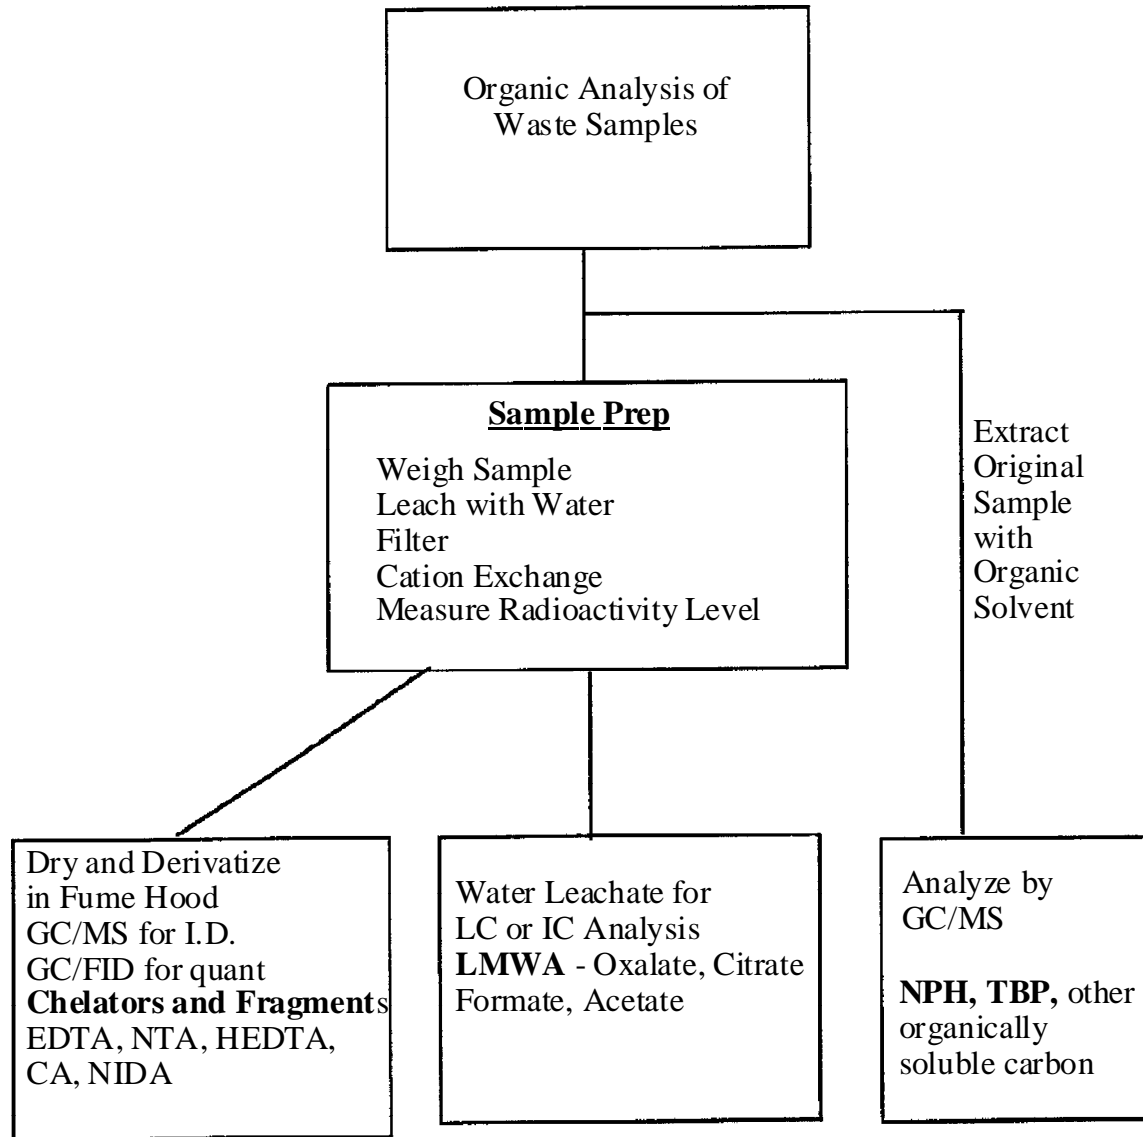 Organic Analysis of
Waste Samples
Sample Prep
Weigh Sample
Leach with Water
Filter
Cation Exchange
Measure Radioactivity Level
Extract
Original
Sample
with
Organic
Solvent
Dry and Derivatize
in Fume Hood
GC/MS for I.D.
GC/FID for quant
Chelators and Fragments
EDTA, NTA, HEDTA,
CA, NIDA
Water Leachate for
LC or IC Analysis
LMWA - Oxalate, Citrate
Formate, Acetate
Analyze by
GC/MS
NPH, TBP, other
organically
soluble carbon